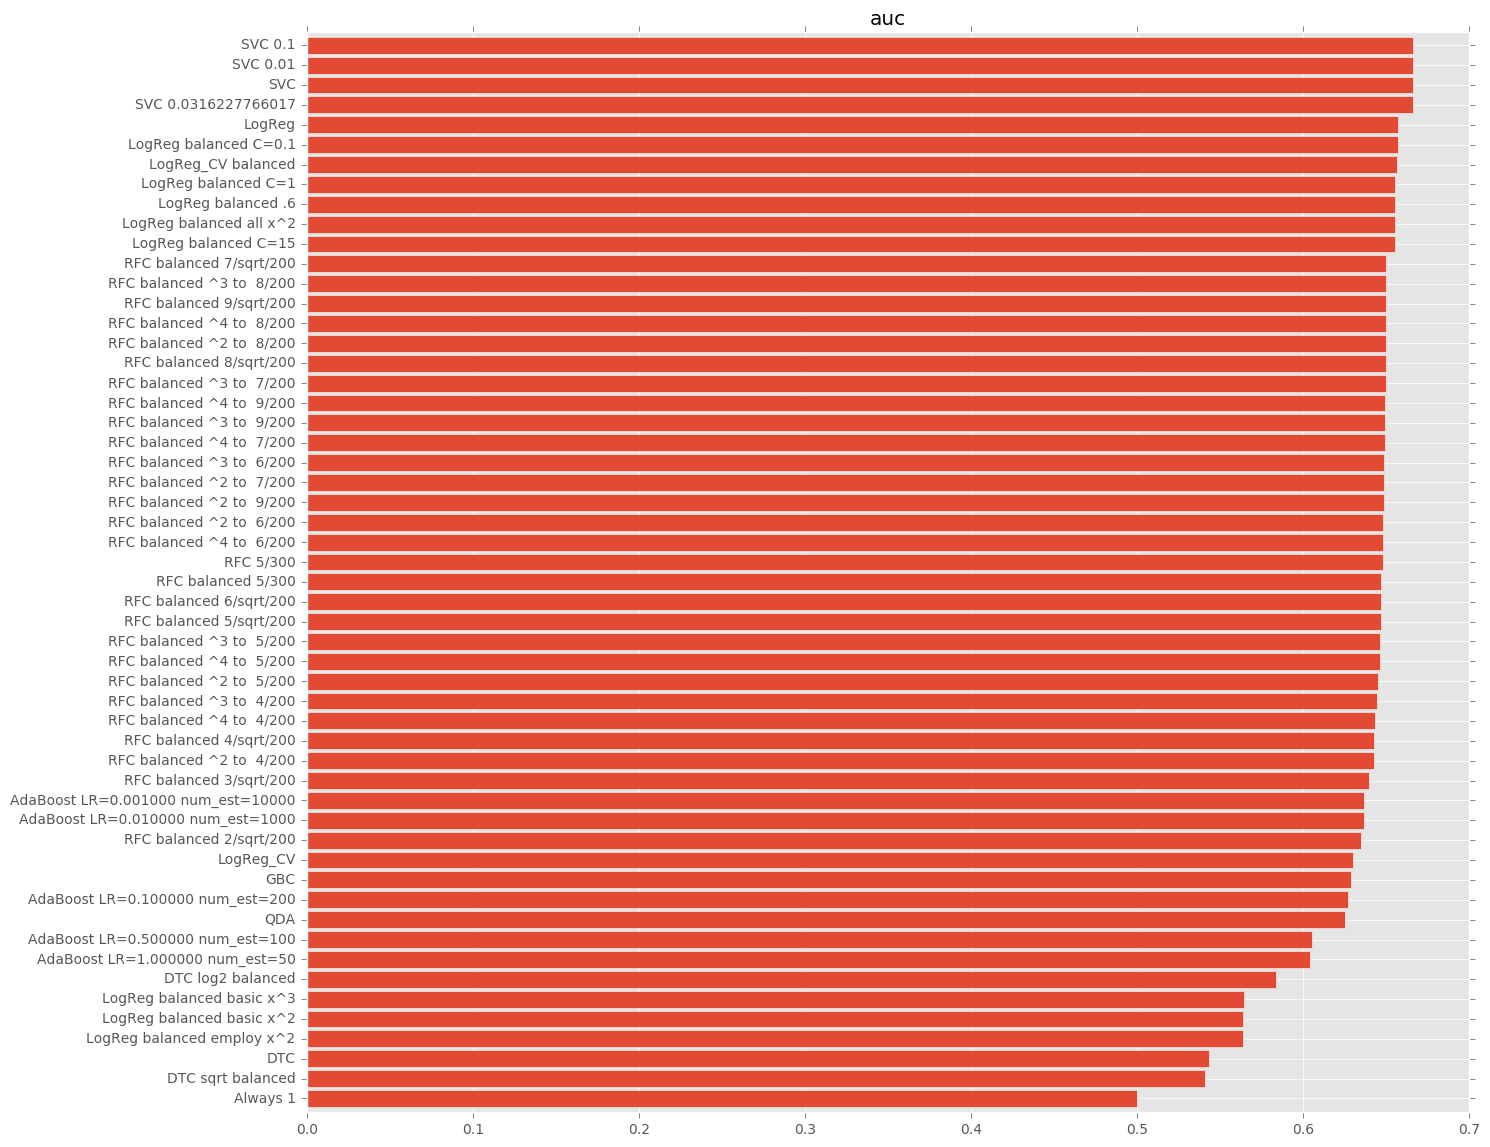 auc
SVC 0.1
SVC 0.01
SVC
SVC 0.0316227766017
LogReg
LogReg balanced C=0.1
LogReg_CV balanced
LogReg balanced C=1
LogReg balanced .6
LogReg balanced all x^2
LogReg balanced C=15
RFC balanced 7/sqrt/200
RFC balanced ^3 to  8/200
RFC balanced 9/sqrt/200
RFC balanced ^4 to  8/200
RFC balanced ^2 to  8/200
RFC balanced 8/sqrt/200
RFC balanced ^3 to  7/200
RFC balanced ^4 to  9/200
RFC balanced ^3 to  9/200
RFC balanced ^4 to  7/200
RFC balanced ^3 to  6/200
RFC balanced ^2 to  7/200
RFC balanced ^2 to  9/200
RFC balanced ^2 to  6/200
RFC balanced ^4 to  6/200
RFC 5/300
RFC balanced 5/300
RFC balanced 6/sqrt/200
RFC balanced 5/sqrt/200
RFC balanced ^3 to  5/200
RFC balanced ^4 to  5/200
RFC balanced ^2 to  5/200
RFC balanced ^3 to  4/200
RFC balanced ^4 to  4/200
RFC balanced 4/sqrt/200
RFC balanced ^2 to  4/200
RFC balanced 3/sqrt/200
AdaBoost LR=0.001000 num_est=10000
AdaBoost LR=0.010000 num_est=1000
RFC balanced 2/sqrt/200
LogReg_CV
GBC
AdaBoost LR=0.100000 num_est=200
QDA
AdaBoost LR=0.500000 num_est=100
AdaBoost LR=1.000000 num_est=50
DTC log2 balanced
LogReg balanced basic x^3
LogReg balanced basic x^2
LogReg balanced employ x^2
DTC
DTC sqrt balanced
Always 1
0.0 0.1 0.2 0.3 0.4 0.5 0.6 0.7